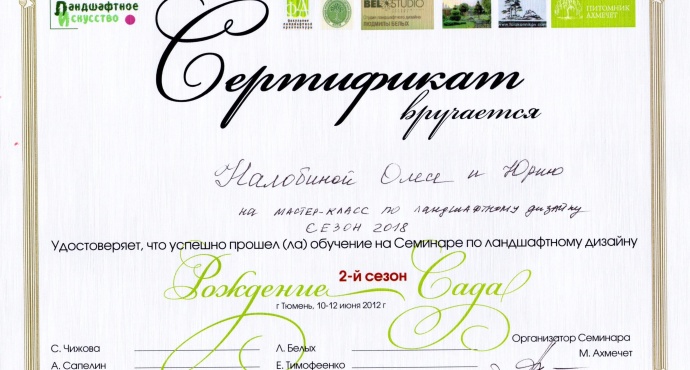 Ландшафтное
Искусство
BEL STUDIO
ЛЮДМИЛЫ БЕЛЫХ
ПИТОМНИК
АХМЕЧЕТ
Сертификат
вручается
Налобиной Олесе и Юрию
на мастер-класс по ландшафтному дизайну
СЕЗОН 2018
Удостоверяет, что успешно прошел (ла) обучение на Семинаре по ландшафтному дизайну
2-й сезон
Рождение Сада
г Тюмень, 10-12 июня 2012 г
Организатор Семинара
С. Чижова Л. Белых М. Ахмечет
А. Сапелин Е. Тимофеенко